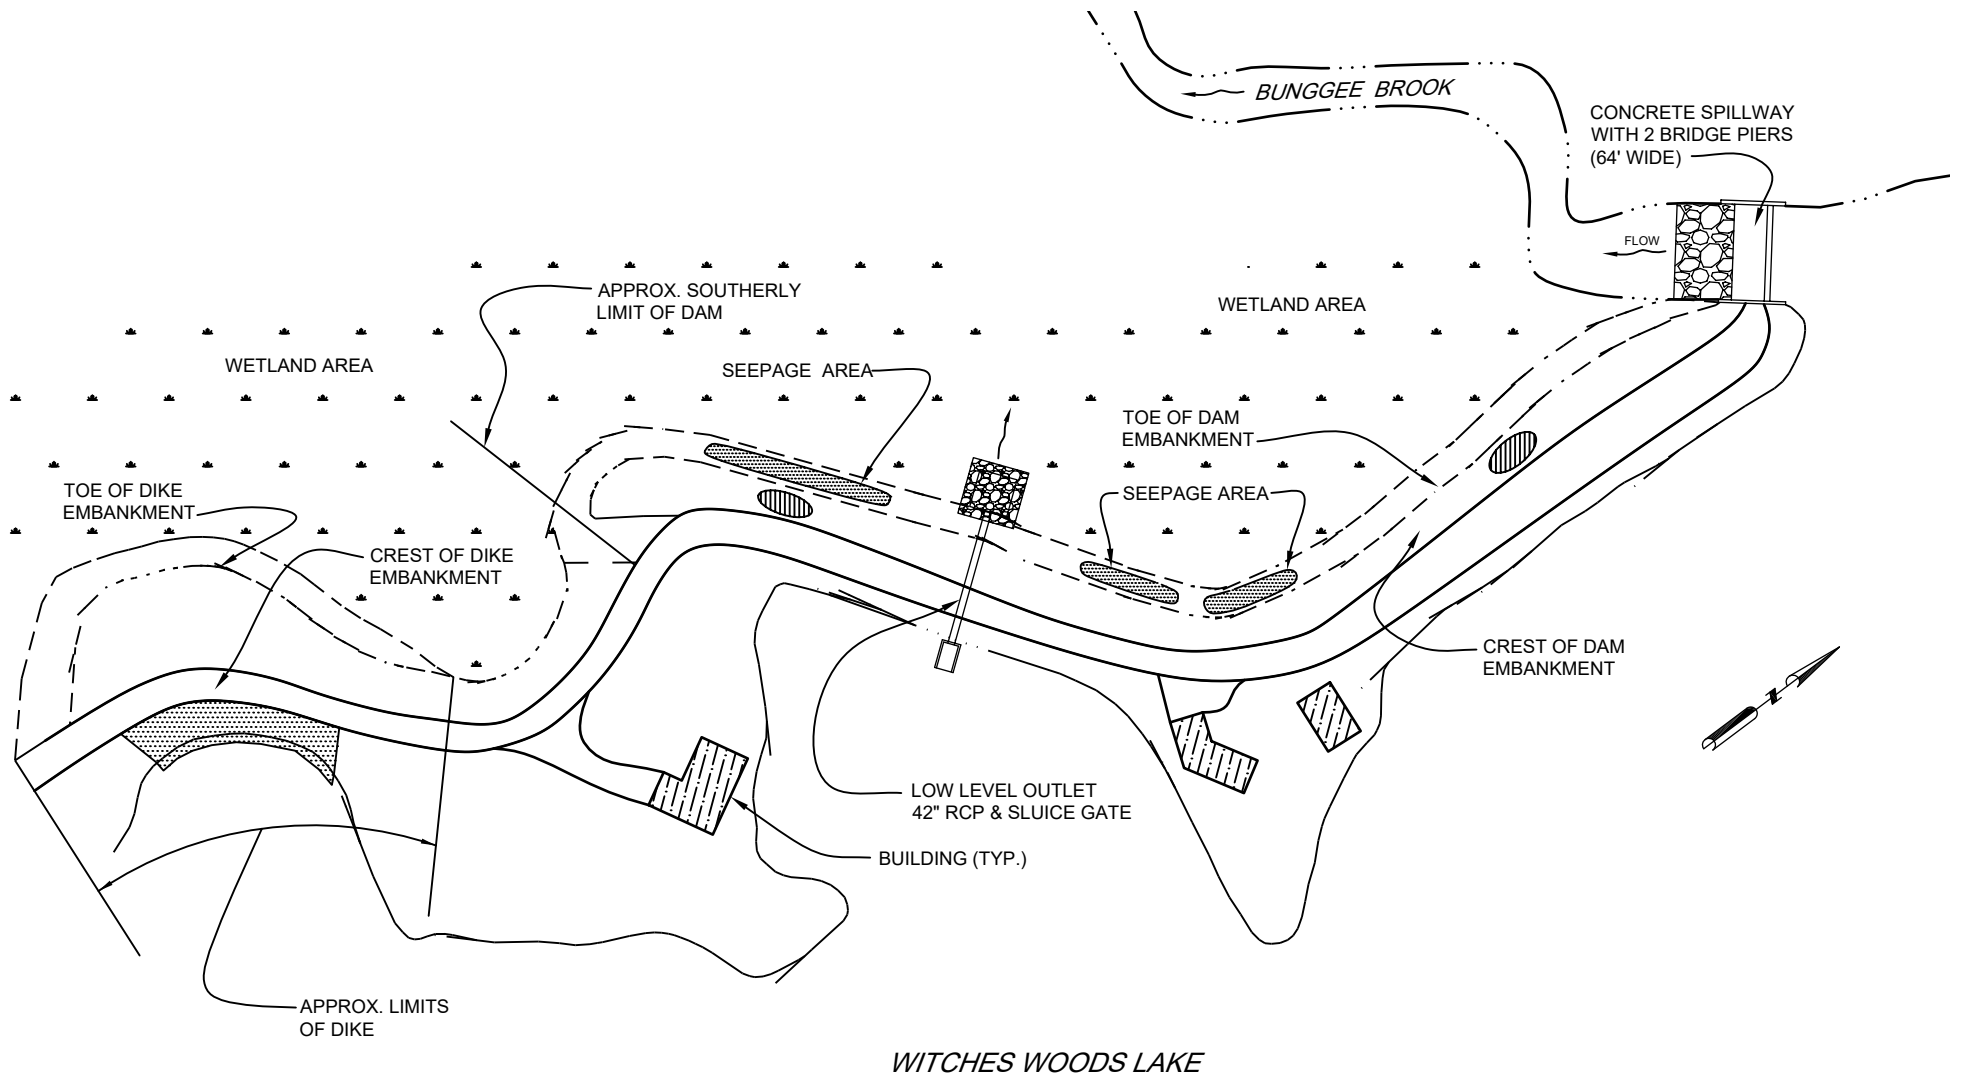 BUNGGEE BROOK
CONCRETE SPILLWAY
WITH 2 BRIDGE PIERS
(64' WIDE)
FLOW
APPROX. SOUTHERLY
LIMIT OF DAM
WETLAND AREA
WETLAND AREA
SEEPAGE AREA
TOE OF DAM
EMBANKMENT
SEEPAGE AREA
TOE OF DIKE
EMBANKMENT
CREST OF DIKE
EMBANKMENT
CREST OF DAM
EMBANKMENT
N
LOW LEVEL OUTLET
42" RCP & SLUICE GATE
BUILDING (TYP.)
APPROX. LIMITS
OF DIKE
WITCHES WOODS LAKE